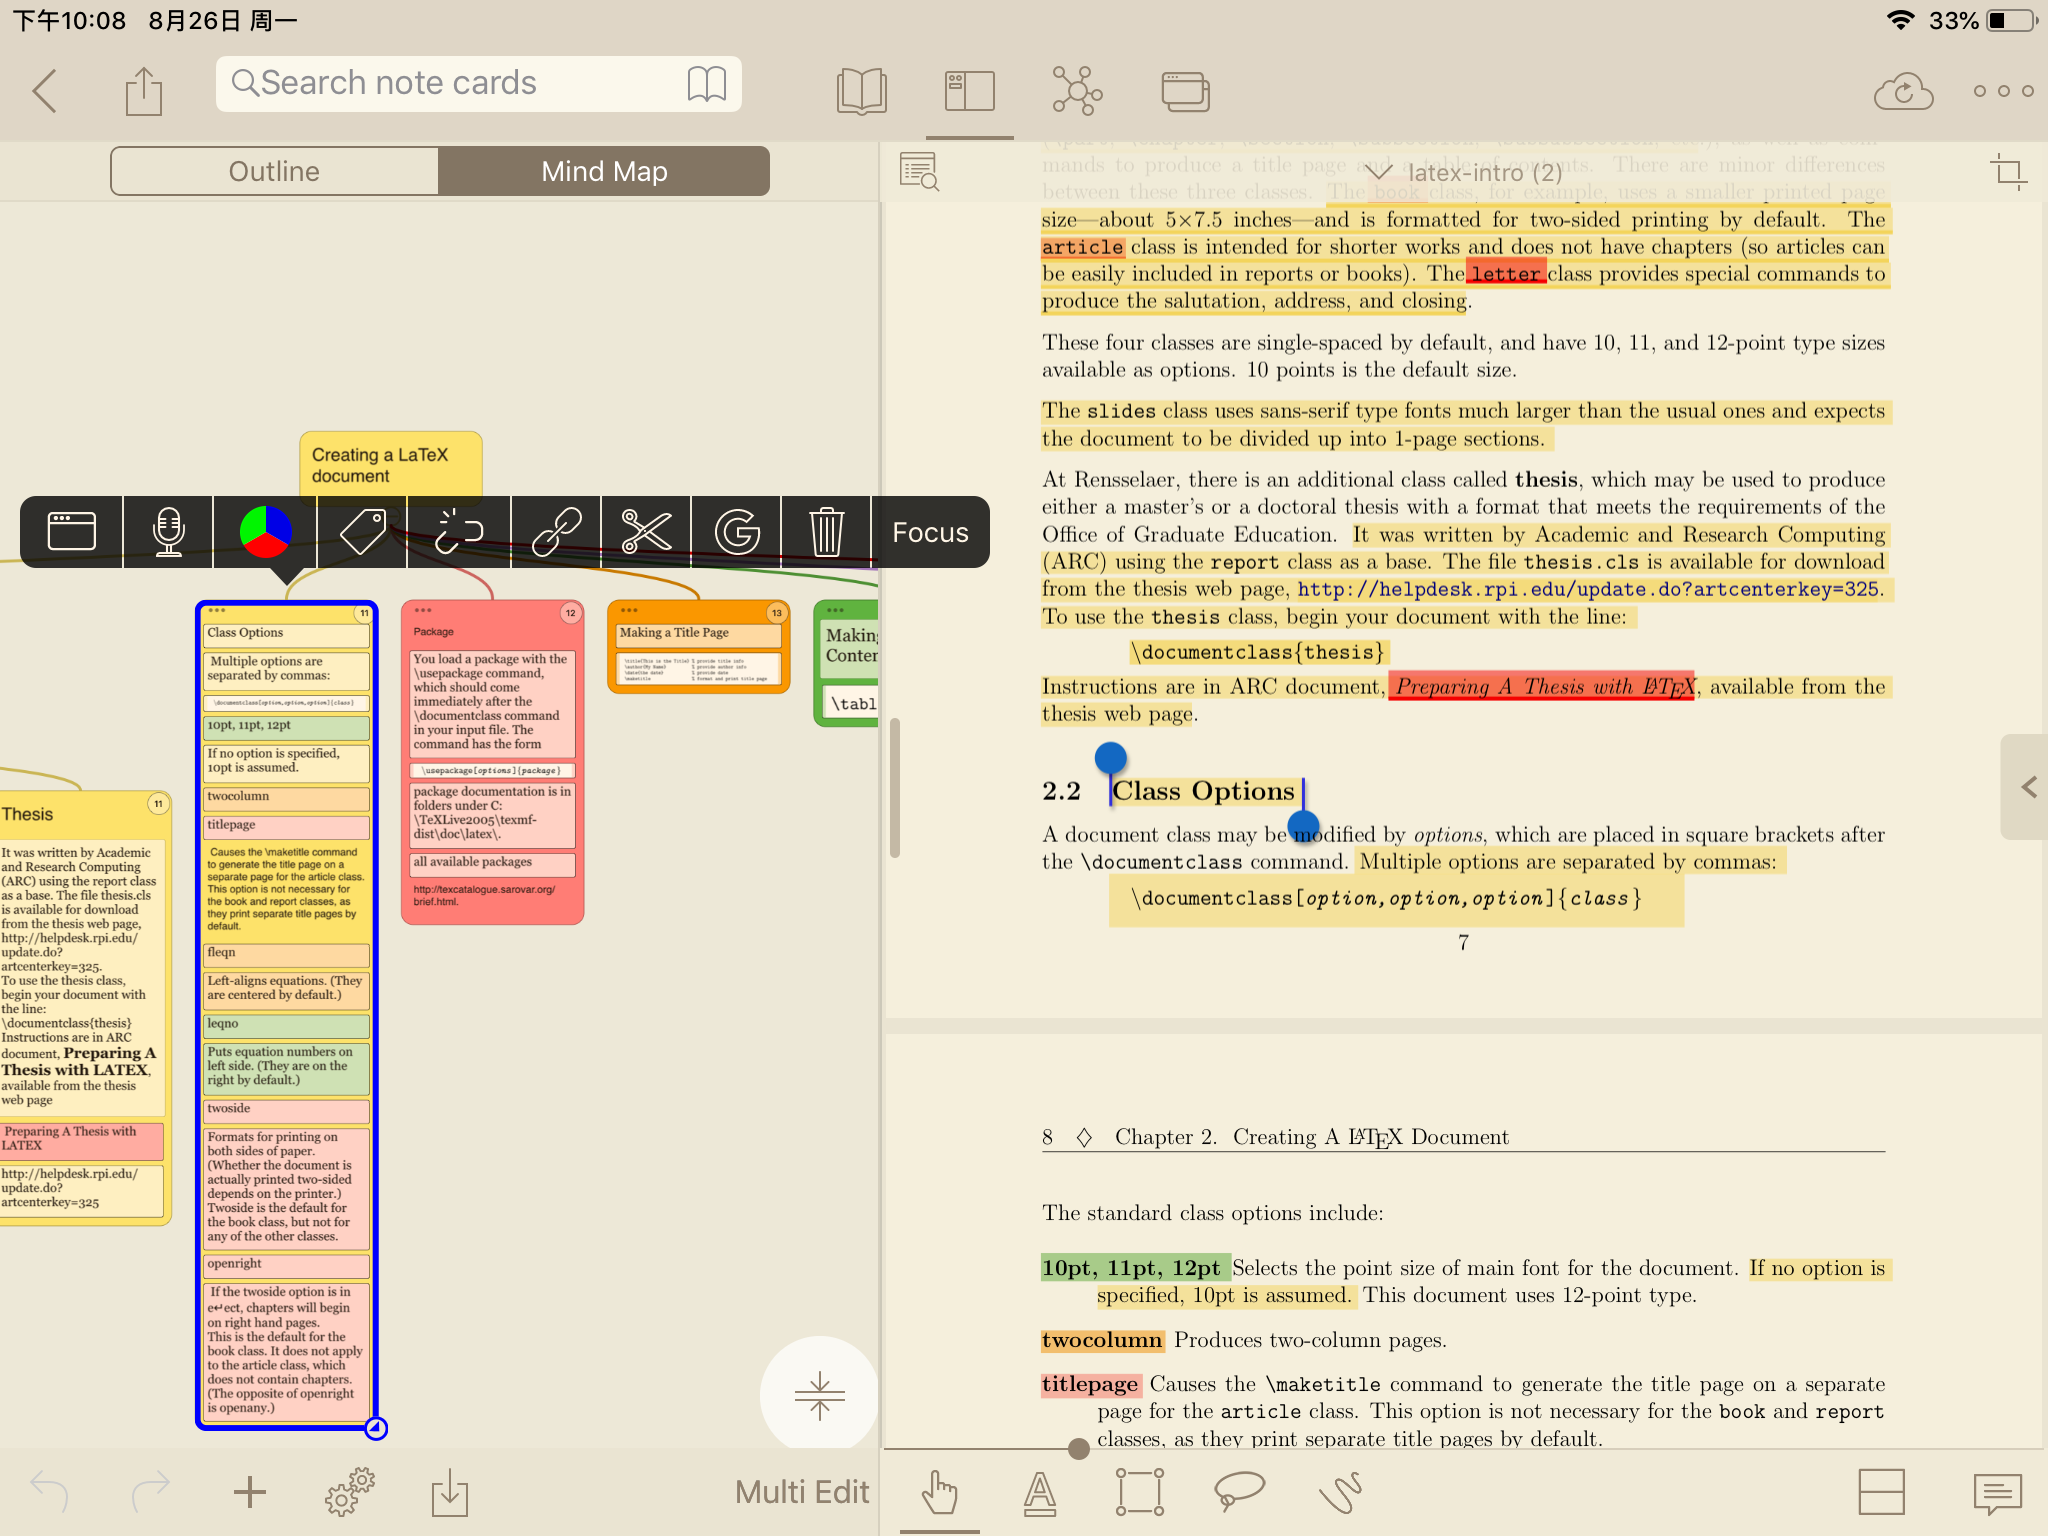 下午10:08 8月26日 周一
33%
Search note cards
Outline
Mind Map
latex-intro (2)
Creating a LaTeX
document
Focus
Thesis
11
It was written by Academic
and Research Computing
(ARC) using the report class
as a base. The file thesis.cls
is available for download
from the thesis web page,
http://helpdesk.rpi.edu/
update.do?
artcenterkey=325.
To use the thesis class,
begin your document with
the line:
\documentclass{thesis}
Instructions are in ARC
document, Preparing A
Thesis with LATEX,
available from the thesis
web page
Preparing A Thesis with
LATEX
http://helpdesk.rpi.edu/
update.do?
artcenterkey=325
11
Class Options
Multiple options are
separated by commas:
\documentclass[option,option,option]{class}
10pt, 11pt, 12pt
If no option is specified,
10pt is assumed.
twocolumn
titlepage
Causes the \maketitle command
to generate the title page on a
separate page for the article class.
This option is not necessary for
the book and report classes, as
they print separate title pages by
default.
fleqn
Left-aligns equations. (They
are centered by default.)
leqno
Puts equation numbers on
left side. (They are on the
right by default.)
twoside
Formats for printing on
both sides of paper.
(Whether the document is
actually printed two-sided
depends on the printer.)
Twoside is the default for
the book class, but not for
any of the other classes.
openright
If the twoside option is in
e↵ect, chapters will begin
on right hand pages.
This is the default for the
book class. It does not apply
to the article class, which
does not contain chapters.
(The opposite of openright
is openany.)
12
Package
You load a package with the
\usepackage command,
which should come
immediately after the
\documentclass command
in your input file. The
command has the form
\usepackage[options]{package}
package documentation is in
folders under C:
\TeXLive2005\texmf-
dist\doc\latex\.
all available packages
http://texcatalogue.sarovar.org/
brief.html.
13
Making a Title Page
\title{This is the Title} % provide title info
\author{My Name} % provide author info
\date{the date} % provide date
\maketitle % format and print title page
Making
Conten
\tabl
Multi Edit
mands to produce a title page and a table of contents. There are minor differences
between these three classes. The book class, for example, uses a smaller printed page
size—about 5×7.5 inches—and is formatted for two-sided printing by default. The
article class is intended for shorter works and does not have chapters (so articles can
be easily included in reports or books). The letter class provides special commands to
produce the salutation, address, and closing.
These four classes are single-spaced by default, and have 10, 11, and 12-point type sizes
available as options. 10 points is the default size.
The slides class uses sans-serif type fonts much larger than the usual ones and expects
the document to be divided up into 1-page sections.
At Rensselaer, there is an additional class called thesis, which may be used to produce
either a master's or a doctoral thesis with a format that meets the requirements of the
Office of Graduate Education. It was written by Academic and Research Computing
(ARC) using the report class as a base. The file thesis.cls is available for download
from the thesis web page, http://helpdesk.rpi.edu/update.do?artcenterkey=325.
To use the thesis class, begin your document with the line:
\documentclass{thesis}
Instructions are in ARC document, Preparing A Thesis with LATEX, available from the
thesis web page.
2.2 Class Options
A document class may be modified by options, which are placed in square brackets after
the \documentclass command. Multiple options are separated by commas:
\documentclass[option,option,option]{class}
7
8 ◇ Chapter 2. Creating A LATEX Document
The standard class options include:
10pt, 11pt, 12pt Selects the point size of main font for the document. If no option is
specified, 10pt is assumed. This document uses 12-point type.
twocolumn Produces two-column pages.
titlepage Causes the \maketitle command to generate the title page on a separate
page for the article class. This option is not necessary for the book and report
classes, as they print separate title pages by default.